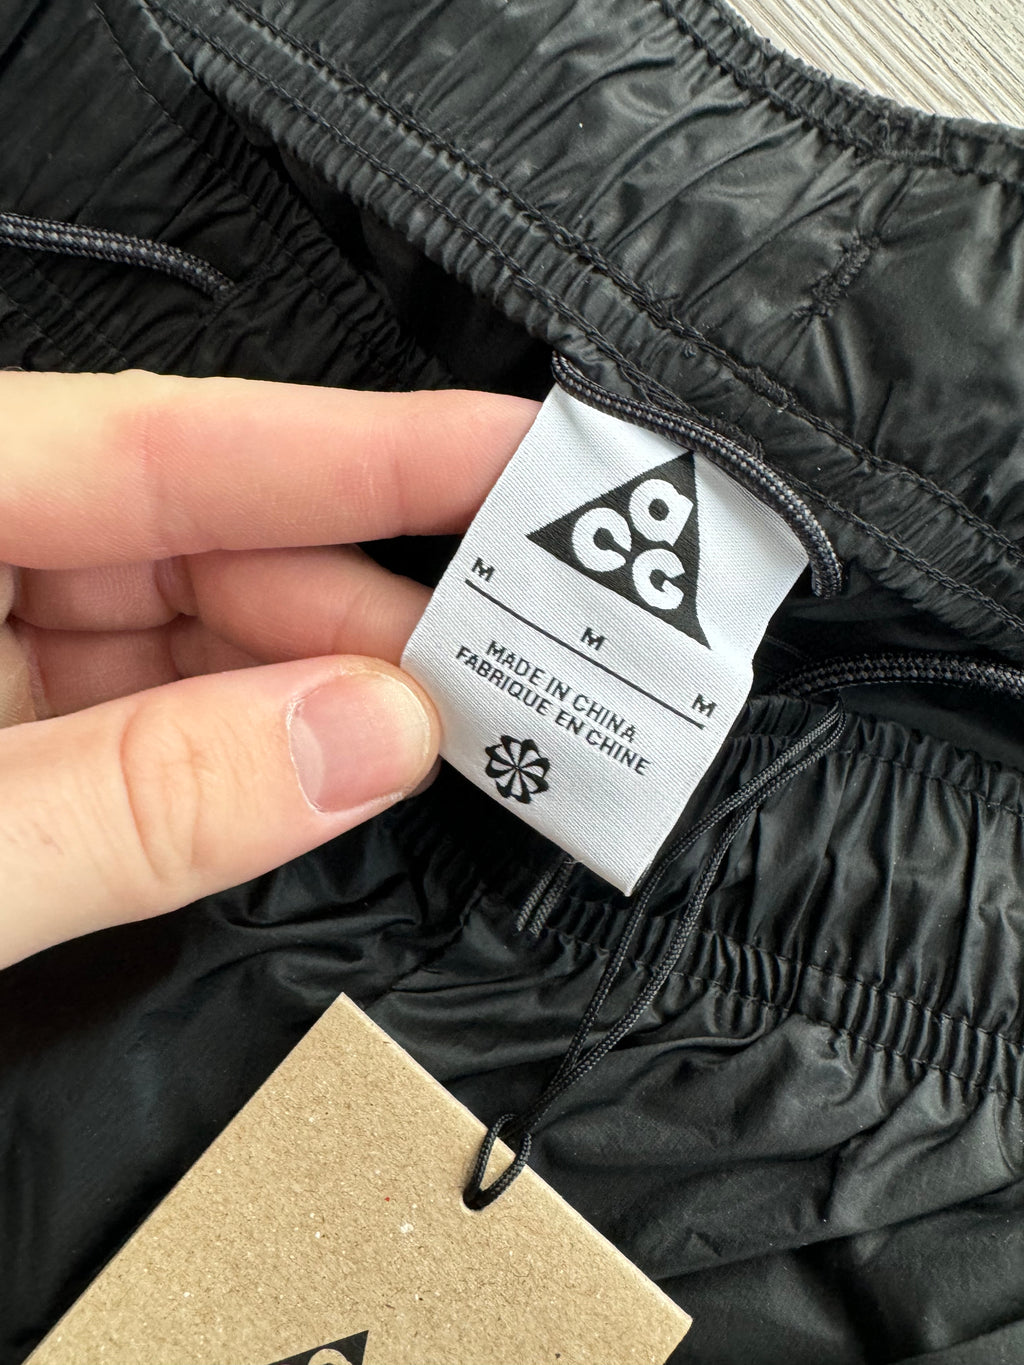 acg
M M M
MADE IN CHINA
FABRIQUE EN CHINE